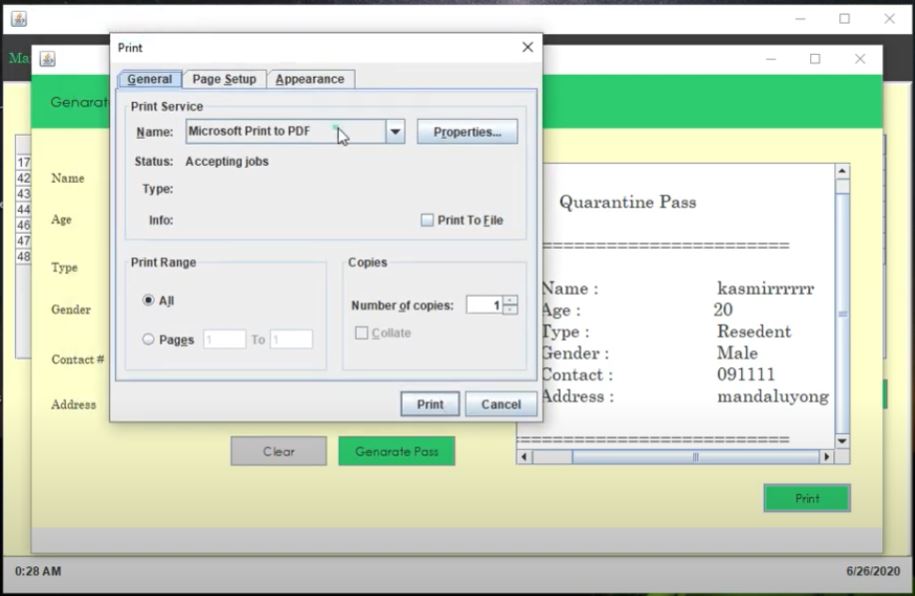 Print
Ma
Genarat
General
Page Setup
Appearance
Print Service
Name: Microsoft Print to PDF Properties...
Status: Accepting jobs
Type:
Info: Print To File
Print Range
All
Pages 1 To 1
Copies
Number of copies: 1
Collate
Print Cancel
17
42
43
44
46
47
48
Name
Age
Type
Gender
Contact #
Address
Clear
Genarate Pass
Quarantine Pass
=======================
Name : kasmirrrrrr
Age : 20
Type : Resedent
Gender : Male
Contact : 091111
Address : mandaluyong
=======================
Print
0:28 AM
6/26/2020